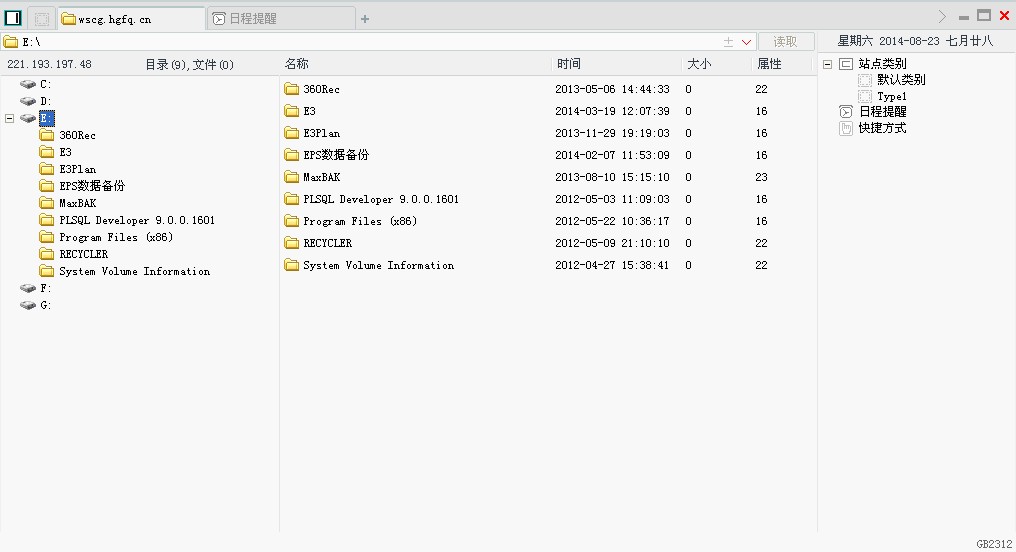 wscg.hgfq.cn
日程提醒
E:\
读取
星期六 2014-08-23 七月廿八
221.193.197.48 目录(9),文件(0)
名称 时间 大小 属性
C:
D:
E:
360Rec
E3
E3Plan
EPS数据备份
MaxBAK
PLSQL Developer 9.0.0.1601
Program Files (x86)
RECYCLER
System Volume Information
F:
G:
360Rec 2013-05-06 14:44:33 0 22
E3 2014-03-19 12:07:39 0 16
E3Plan 2013-11-29 19:19:03 0 16
EPS数据备份 2014-02-07 11:53:09 0 16
MaxBAK 2013-08-10 15:15:10 0 23
PLSQL Developer 9.0.0.1601 2012-05-03 11:09:03 0 16
Program Files (x86) 2012-05-22 10:36:17 0 16
RECYCLER 2012-05-09 21:10:10 0 22
System Volume Information 2012-04-27 15:38:41 0 22
站点类别
默认类别
Type1
日程提醒
快捷方式
GB2312